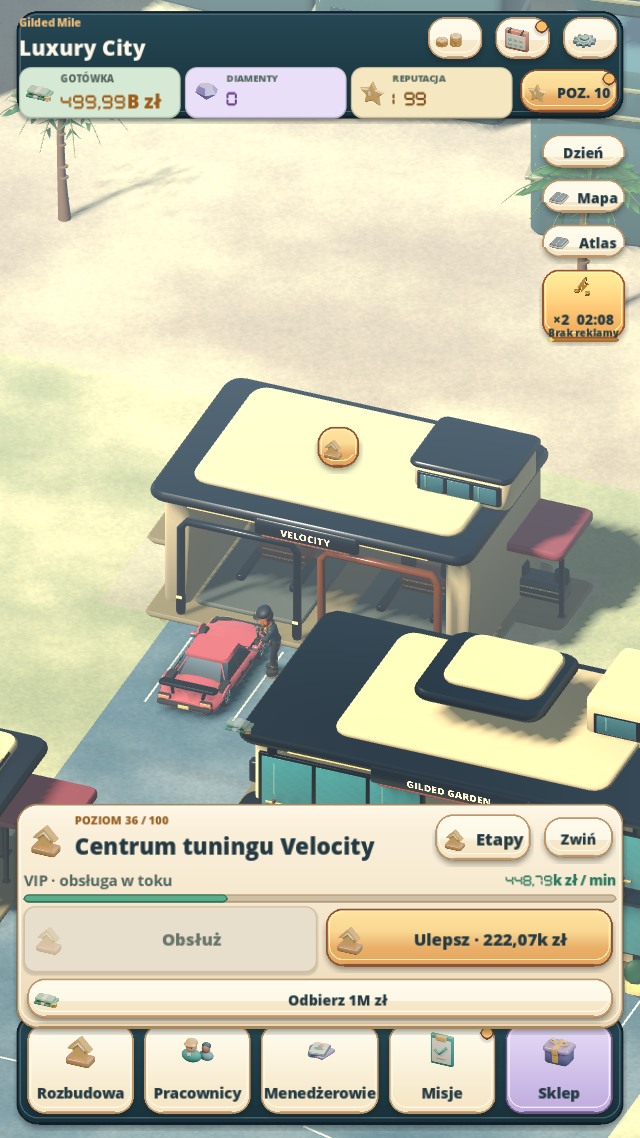 Gilded Mile
Luxury City
GOTÓWKA
499,99B zł
DIAMENTY
0
REPUTACJA
199
POZ. 10
Dzień
Mapa
Atlas
×2 02:08
Brak reklamy
VELOCITY
GILDED GARDEN
POZIOM 36 / 100
Centrum tuningu Velocity
Etapy
Zwiń
VIP · obsługa w toku
448,79k zł / min
Obsłuż
Ulepsz · 222,07k zł
Odbierz 1M zł
Rozbudowa
Pracownicy
Menedżerowie
Misje
Sklep